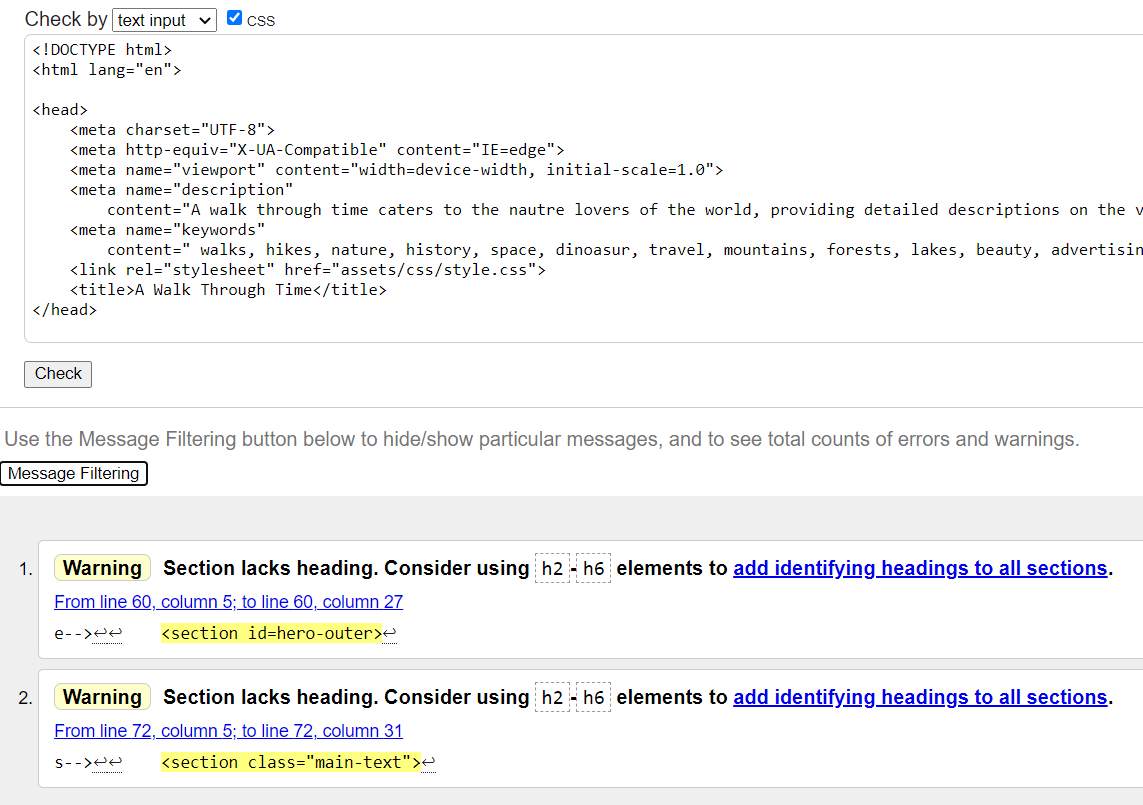 Check by text input CSS
<!DOCTYPE html>
<html lang="en">
<head>
<meta charset="UTF-8">
<meta http-equiv="X-UA-Compatible" content="IE=edge">
<meta name="viewport" content="width=device-width, initial-scale=1.0">
<meta name="description"
content="A walk through time caters to the nautre lovers of the world, providing detailed descriptions on the v
<meta name="keywords"
content=" walks, hikes, nature, history, space, dinoasur, travel, mountains, forests, lakes, beauty, advertisin
<link rel="stylesheet" href="assets/css/style.css">
<title>A Walk Through Time</title>
</head>
Check
Use the Message Filtering button below to hide/show particular messages, and to see total counts of errors and warnings.
Message Filtering
1. Warning Section lacks heading. Consider using h2-h6 elements to add identifying headings to all sections.
From line 60, column 5; to line 60, column 27
e-->↩↩ <section id=hero-outer>↩
2. Warning Section lacks heading. Consider using h2-h6 elements to add identifying headings to all sections.
From line 72, column 5; to line 72, column 31
s-->↩↩ <section class="main-text">↩